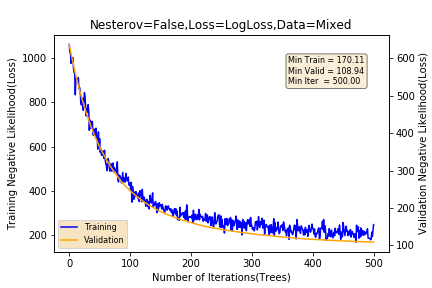 Nesterov=False,Loss=LogLoss,Data=Mixed
Training Negative Likelihood(Loss)
1000
800
600
400
200
Min Train = 170.11
Min Valid = 108.94
Min Iter  = 500.00
600
500
400
300
200
100
Validation Negative Likelihood(Loss)
Training
Validation
0
100
200
300
400
500
Number of Iterations(Trees)